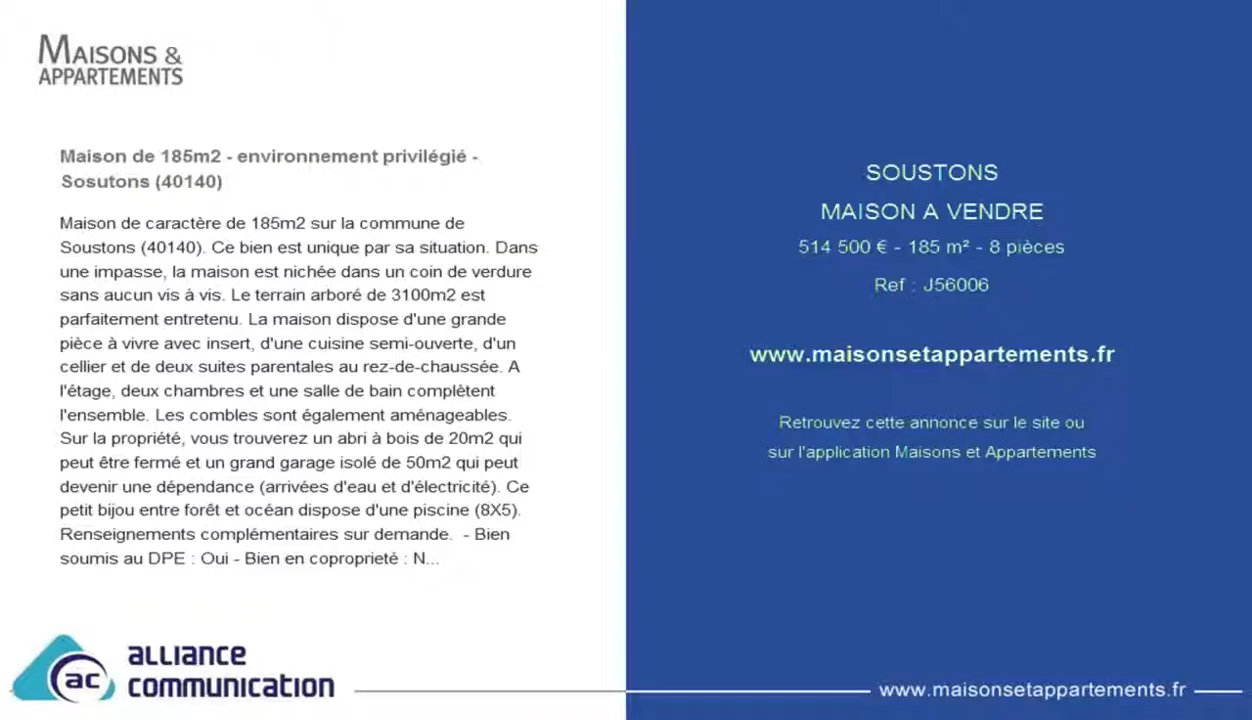 MAISONS &
APPARTEMENTS
Maison de 185m2 - environnement privilégié -
Sosutons (40140)
Maison de caractère de 185m2 sur la commune de
Soustons (40140). Ce bien est unique par sa situation. Dans
une impasse, la maison est nichée dans un coin de verdure
sans aucun vis à vis. Le terrain arboré de 3100m2 est
parfaitement entretenu. La maison dispose d'une grande
pièce à vivre avec insert, d'une cuisine semi-ouverte, d'un
cellier et de deux suites parentales au rez-de-chaussée. A
l'étage, deux chambres et une salle de bain complètent
l'ensemble. Les combles sont également aménageables.
Sur la propriété, vous trouverez un abri à bois de 20m2 qui
peut être fermé et un grand garage isolé de 50m2 qui peut
devenir une dépendance (arrivées d'eau et d'électricité). Ce
petit bijou entre forêt et océan dispose d'une piscine (8X5).
Renseignements complémentaires sur demande.  - Bien
soumis au DPE : Oui - Bien en coproprieté : N...
SOUSTONS
MAISON A VENDRE
514 500 € - 185 m² - 8 pièces
Ref : J56006
www.maisonsetappartements.fr
Retrouvez cette annonce sur le site ou
sur l'application Maisons et Appartements
ac
alliance
communication
www.maisonsetappartements.fr